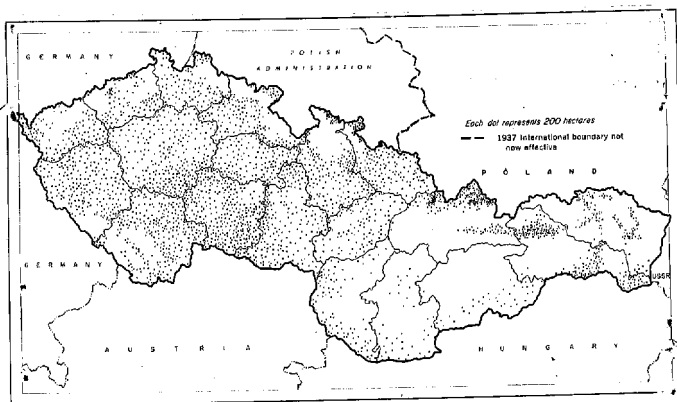 GERMANY
POLISH
ADMINISTRATION
Each dot represents 200 hectares
1937 International boundary not
now effective
POLAND
GERMANY
USSR
AUSTRIA
HUNGARY